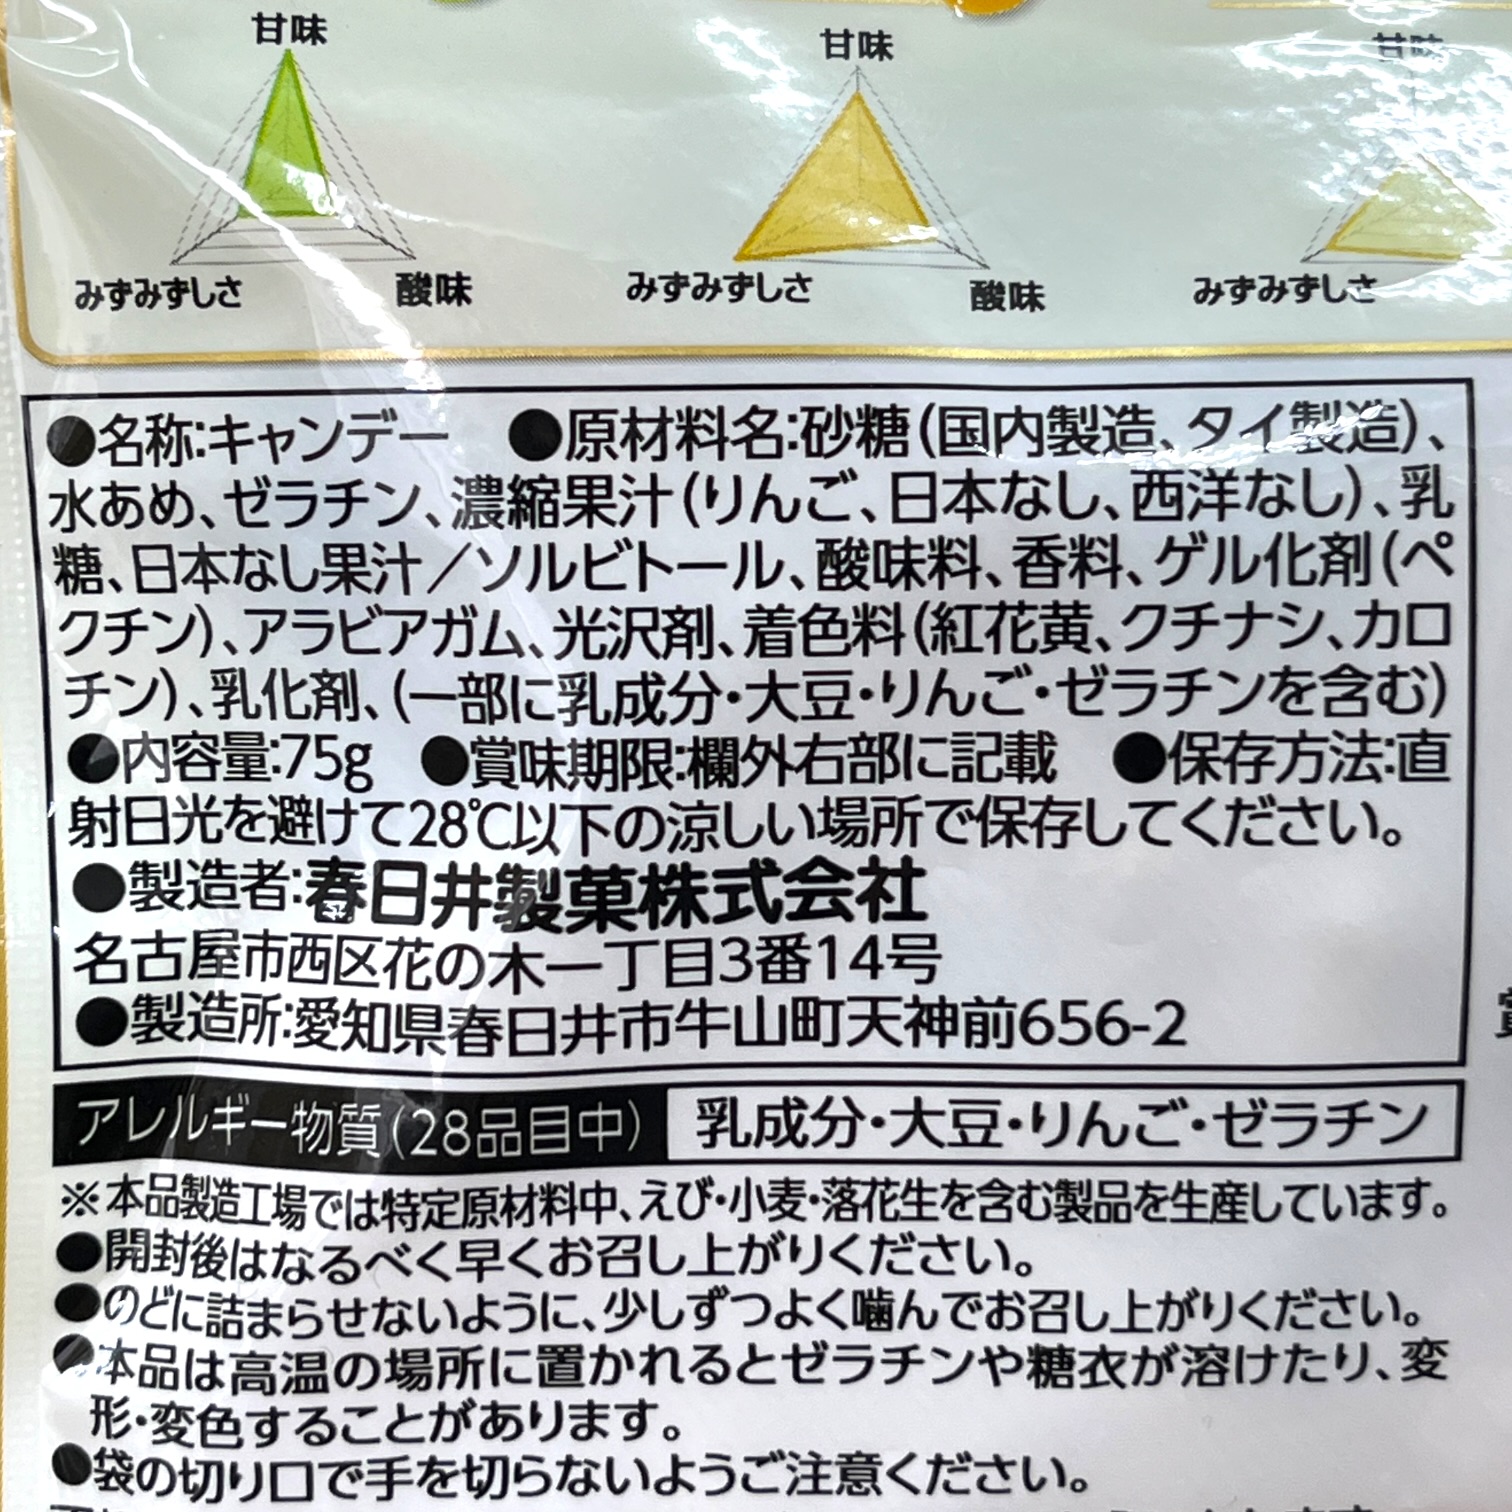 甘味 甘味 甘味
みずみずしさ 酸味 みずみずしさ 酸味 みずみずしさ
●名称:キャンデー ●原材料名:砂糖(国内製造、タイ製造)、
水あめ、ゼラチン、濃縮果汁(りんご、日本なし、西洋なし)、乳
糖、日本なし果汁/ソルビトール、酸味料、香料、ゲル化剤(ペ
クチン)、アラビアガム、光沢剤、着色料(紅花黄、クチナシ、カロ
チン)、乳化剤、(一部に乳成分・大豆・りんご・ゼラチンを含む)
●内容量:75g ●賞味期限:欄外右部に記載 ●保存方法:直
射日光を避けて28℃以下の涼しい場所で保存してください。
●製造者:春日井製菓株式会社
名古屋市西区花の木一丁目3番14号
●製造所:愛知県春日井市牛山町天神前656-2
アレルギー物質(28品目中) 乳成分・大豆・りんご・ゼラチン
※本品製造工場では特定原材料中、えび・小麦・落花生を含む製品を生産しています。
●開封後はなるべく早くお召し上がりください。
●のどに詰まらせないように、少しずつよく噛んでお召し上がりください。
●本品は高温の場所に置かれるとゼラチンや糖衣が溶けたり、変
形・変色することがあります。
●袋の切り口で手を切らないようご注意ください。